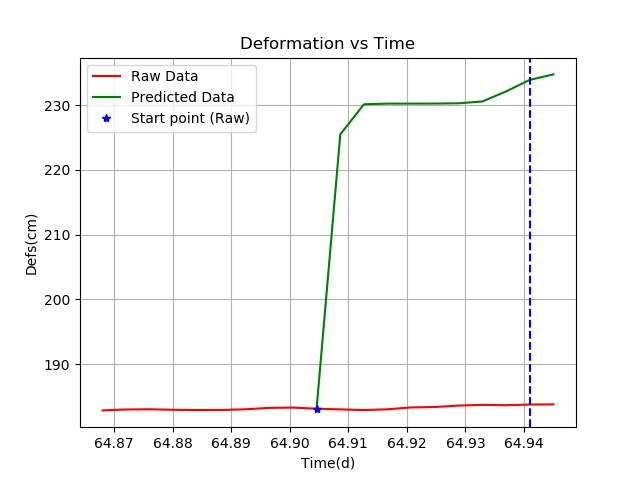 Deformation vs Time
Raw Data
Predicted Data
Start point (Raw)
230
220
210
200
190
Defs(cm)
64.87 64.88 64.89 64.90 64.91 64.92 64.93 64.94
Time(d)